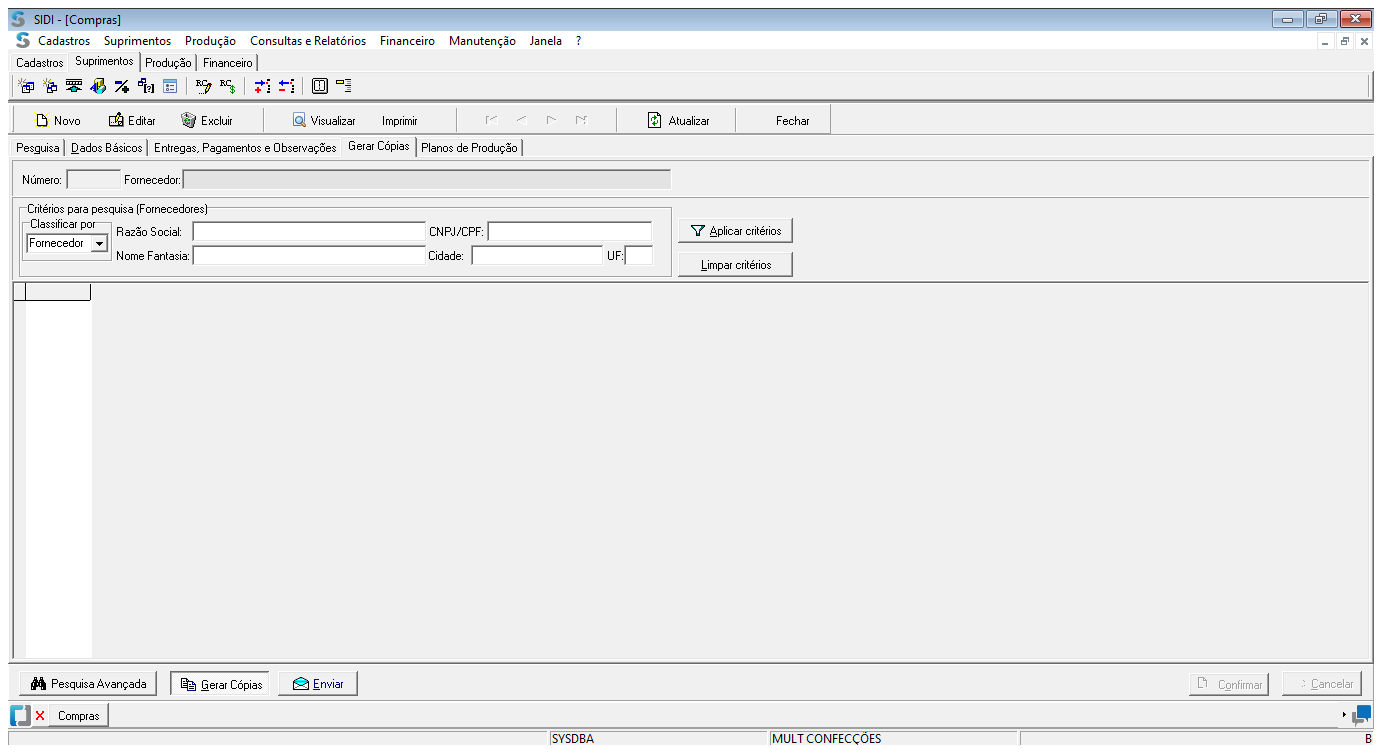 SIDI - [Compras]
Cadastros Suprimentos Produção Consultas e Relatórios Financeiro Manutenção Janela ?
Cadastros Suprimentos Produção Financeiro
RC RC$
Novo Editar Excluir Visualizar Imprimir Atualizar Fechar
Pesquisa Dados Básicos Entregas, Pagamentos e Observações Gerar Cópias Planos de Produção
Número: Fornecedor:
Critérios para pesquisa (Fornecedores)
Classificar por
Fornecedor
Razão Social: CNPJ/CPF:
Nome Fantasia: Cidade: UF:
Aplicar critérios
Limpar critérios
Pesquisa Avançada Gerar Cópias Enviar Confirmar Cancelar
Compras
SYSDBA MULT CONFECÇÕES B